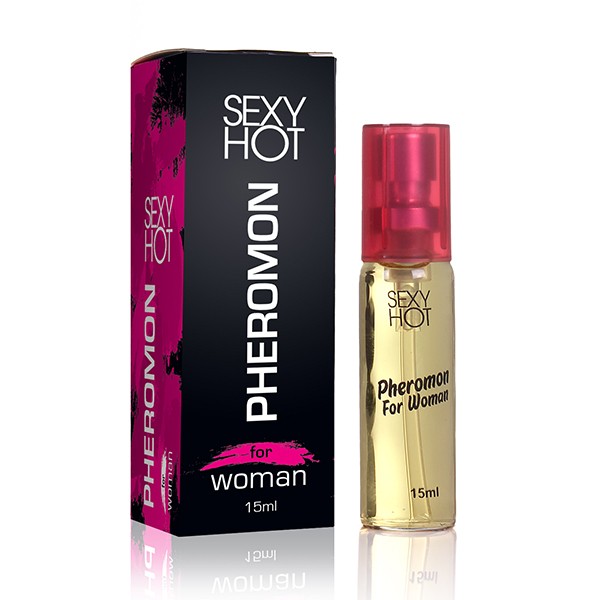 SEXY
HOT
PHEROMON
for
woman
15ml
SEXY
HOT
PHEROMON
for
woman
SEXY
HOT
Pheromon
For Woman
15ml